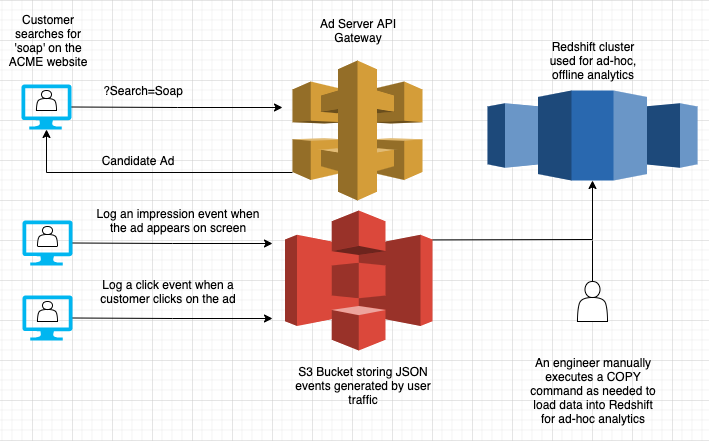 Customer
searches for
'soap' on the
ACME website
Ad Server API
Gateway
Redshift cluster
used for ad-hoc,
offline analytics
?Search=Soap
Candidate Ad
Log an impression event when
the ad appears on screen
Log a click event when a
customer clicks on the ad
S3 Bucket storing JSON
events generated by user
traffic
An engineer manually
executes a COPY
command as needed to
load data into Redshift
for ad-hoc analytics